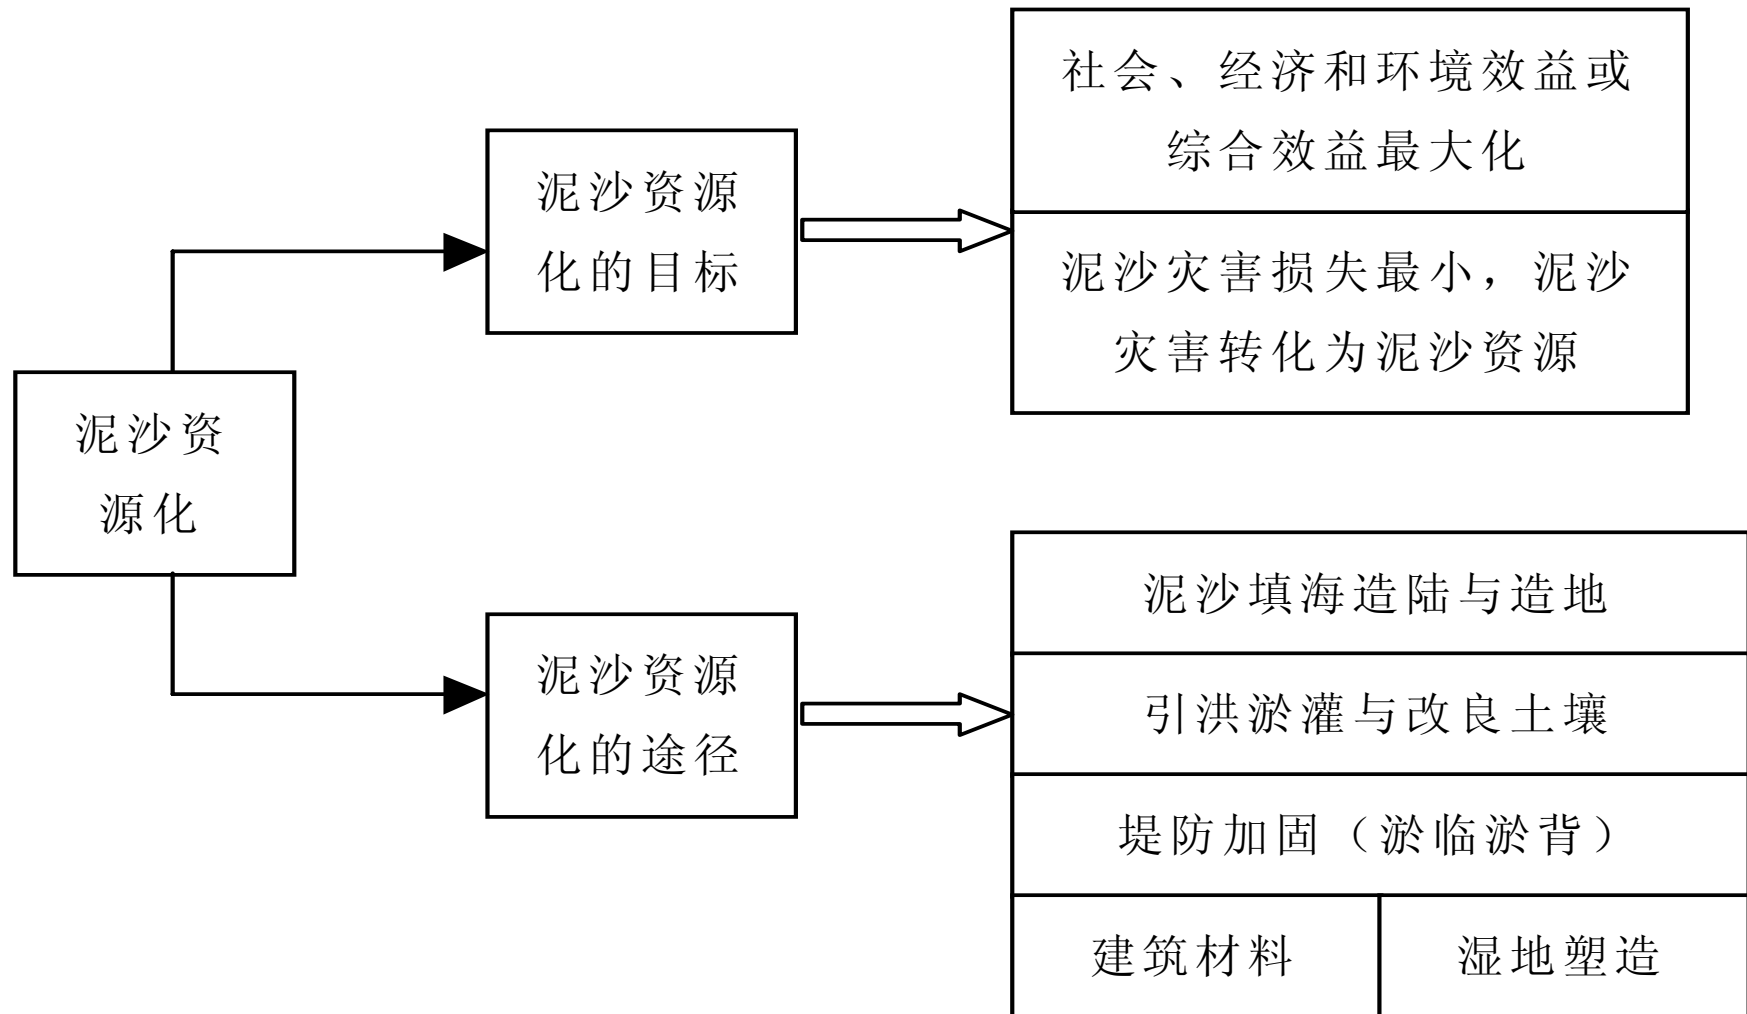 泥沙资
源化
泥沙资源
化的目标
社会、经济和环境效益或
综合效益最大化
泥沙灾害损失最小，泥沙
灾害转化为泥沙资源
泥沙资源
化的途径
泥沙填海造陆与造地
引洪淤灌与改良土壤
堤防加固（淤临淤背）
建筑材料
湿地塑造